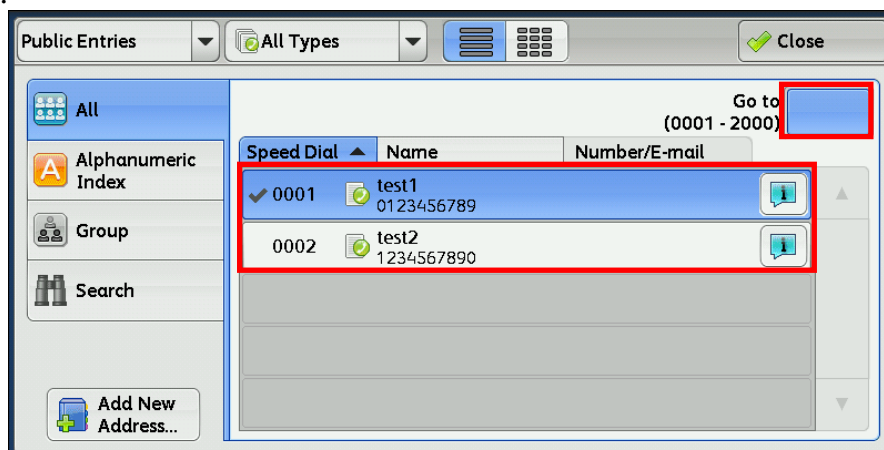 Public Entries
All Types
Close
All
Go to
(0001 - 2000)
Alphanumeric
Index
Group
Search
Add New
Address...
Speed Dial Name Number/E-mail
0001 test1
0123456789
0002 test2
1234567890